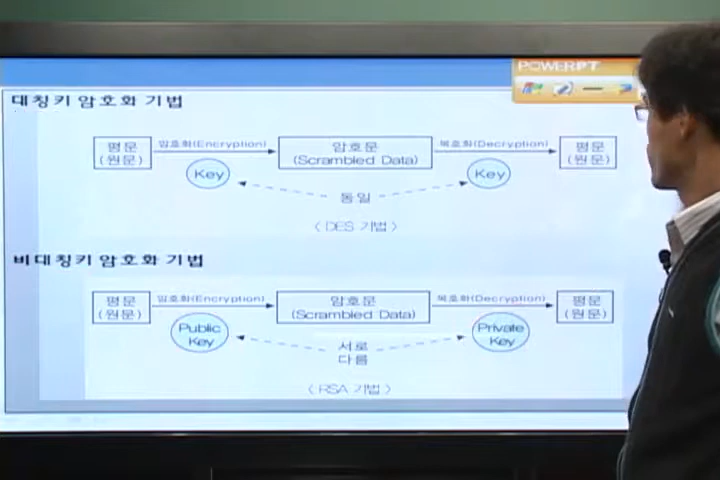 POWERPT
대칭키 암호화 기법
평문
(원문)
암호화(Encryption)
Key
암호문
(Scrambled Data)
복호화(Decryption)
Key
평문
(원문)
동일
〈DES 기법〉
비대칭키 암호화 기법
평문
(원문)
암호화(Encryption)
Public
Key
암호문
(Scrambled Data)
복호화(Decryption)
Private
Key
평문
(원문)
서로
다름
〈RSA 기법〉